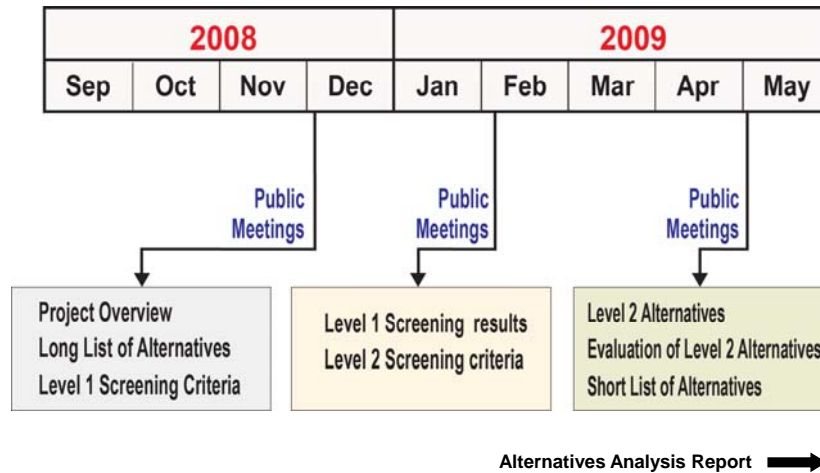 2008 2009
Sep Oct Nov Dec Jan Feb Mar Apr May
Public
Meetings
Public
Meetings
Public
Meetings
Project Overview
Long List of Alternatives
Level 1 Screening Criteria
Level 1 Screening results
Level 2 Screening criteria
Level 2 Alternatives
Evaluation of Level 2 Alternatives
Short List of Alternatives
Alternatives Analysis Report